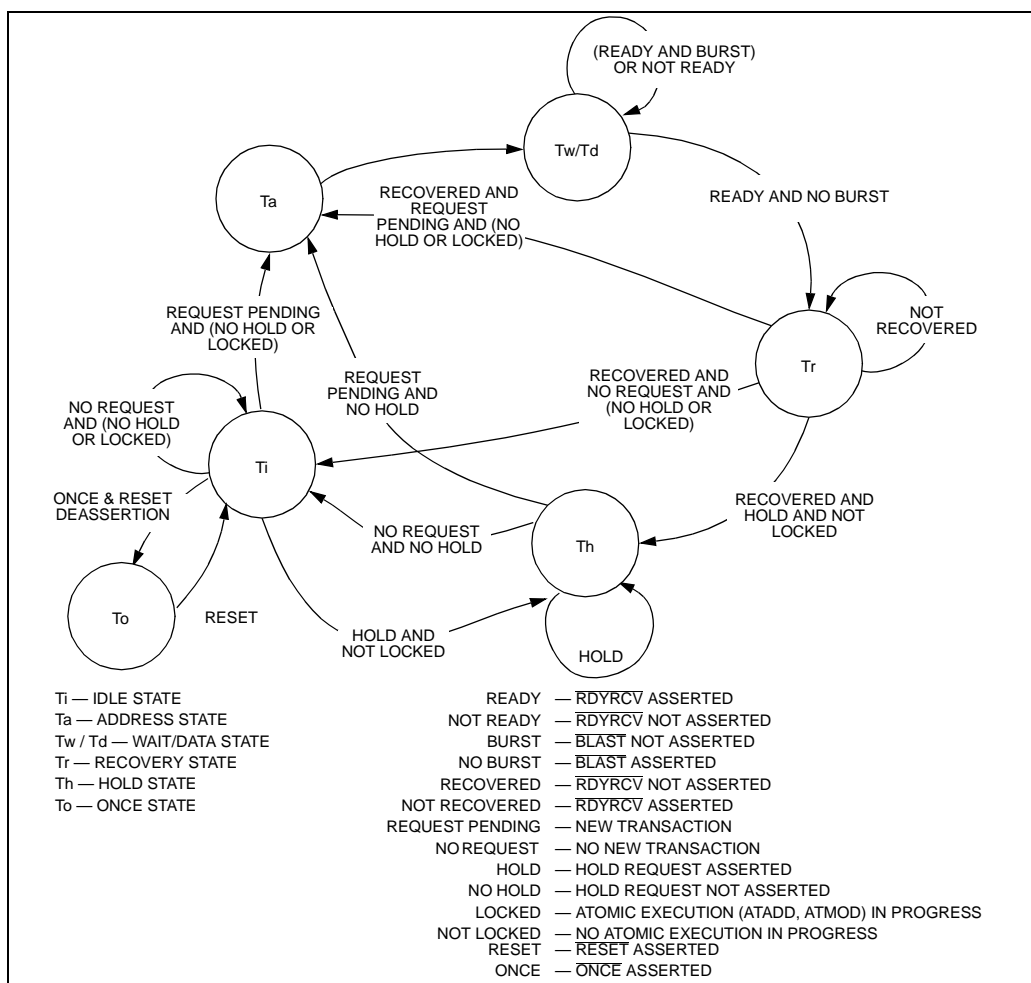 (READY AND BURST)
OR NOT READY
Tw/Td
Ta
RECOVERED AND
REQUEST
PENDING AND (NO
HOLD OR LOCKED)
READY AND NO BURST
REQUEST PENDING
AND (NO HOLD OR
LOCKED)
NOT
RECOVERED
Tr
REQUEST
PENDING AND
NO HOLD
RECOVERED AND
NO REQUEST AND
(NO HOLD OR
LOCKED)
NO REQUEST
AND (NO HOLD
OR LOCKED)
Ti
ONCE & RESET
DEASSERTION
NO REQUEST
AND NO HOLD
Th
RECOVERED AND
HOLD AND NOT
LOCKED
To
RESET
HOLD AND
NOT LOCKED
HOLD
Ti — IDLE STATE
Ta — ADDRESS STATE
Tw / Td — WAIT/DATA STATE
Tr — RECOVERY STATE
Th — HOLD STATE
To — ONCE STATE
READY — RDYRCV ASSERTED
NOT READY — RDYRCV NOT ASSERTED
BURST — BLAST NOT ASSERTED
NO BURST — BLAST ASSERTED
RECOVERED — RDYRCV NOT ASSERTED
NOT RECOVERED — RDYRCV ASSERTED
REQUEST PENDING — NEW TRANSACTION
NO REQUEST — NO NEW TRANSACTION
HOLD — HOLD REQUEST ASSERTED
NO HOLD — HOLD REQUEST NOT ASSERTED
LOCKED — ATOMIC EXECUTION (ATADD, ATMOD) IN PROGRESS
NOT LOCKED — NO ATOMIC EXECUTION IN PROGRESS
RESET — RESET ASSERTED
ONCE — ONCE ASSERTED